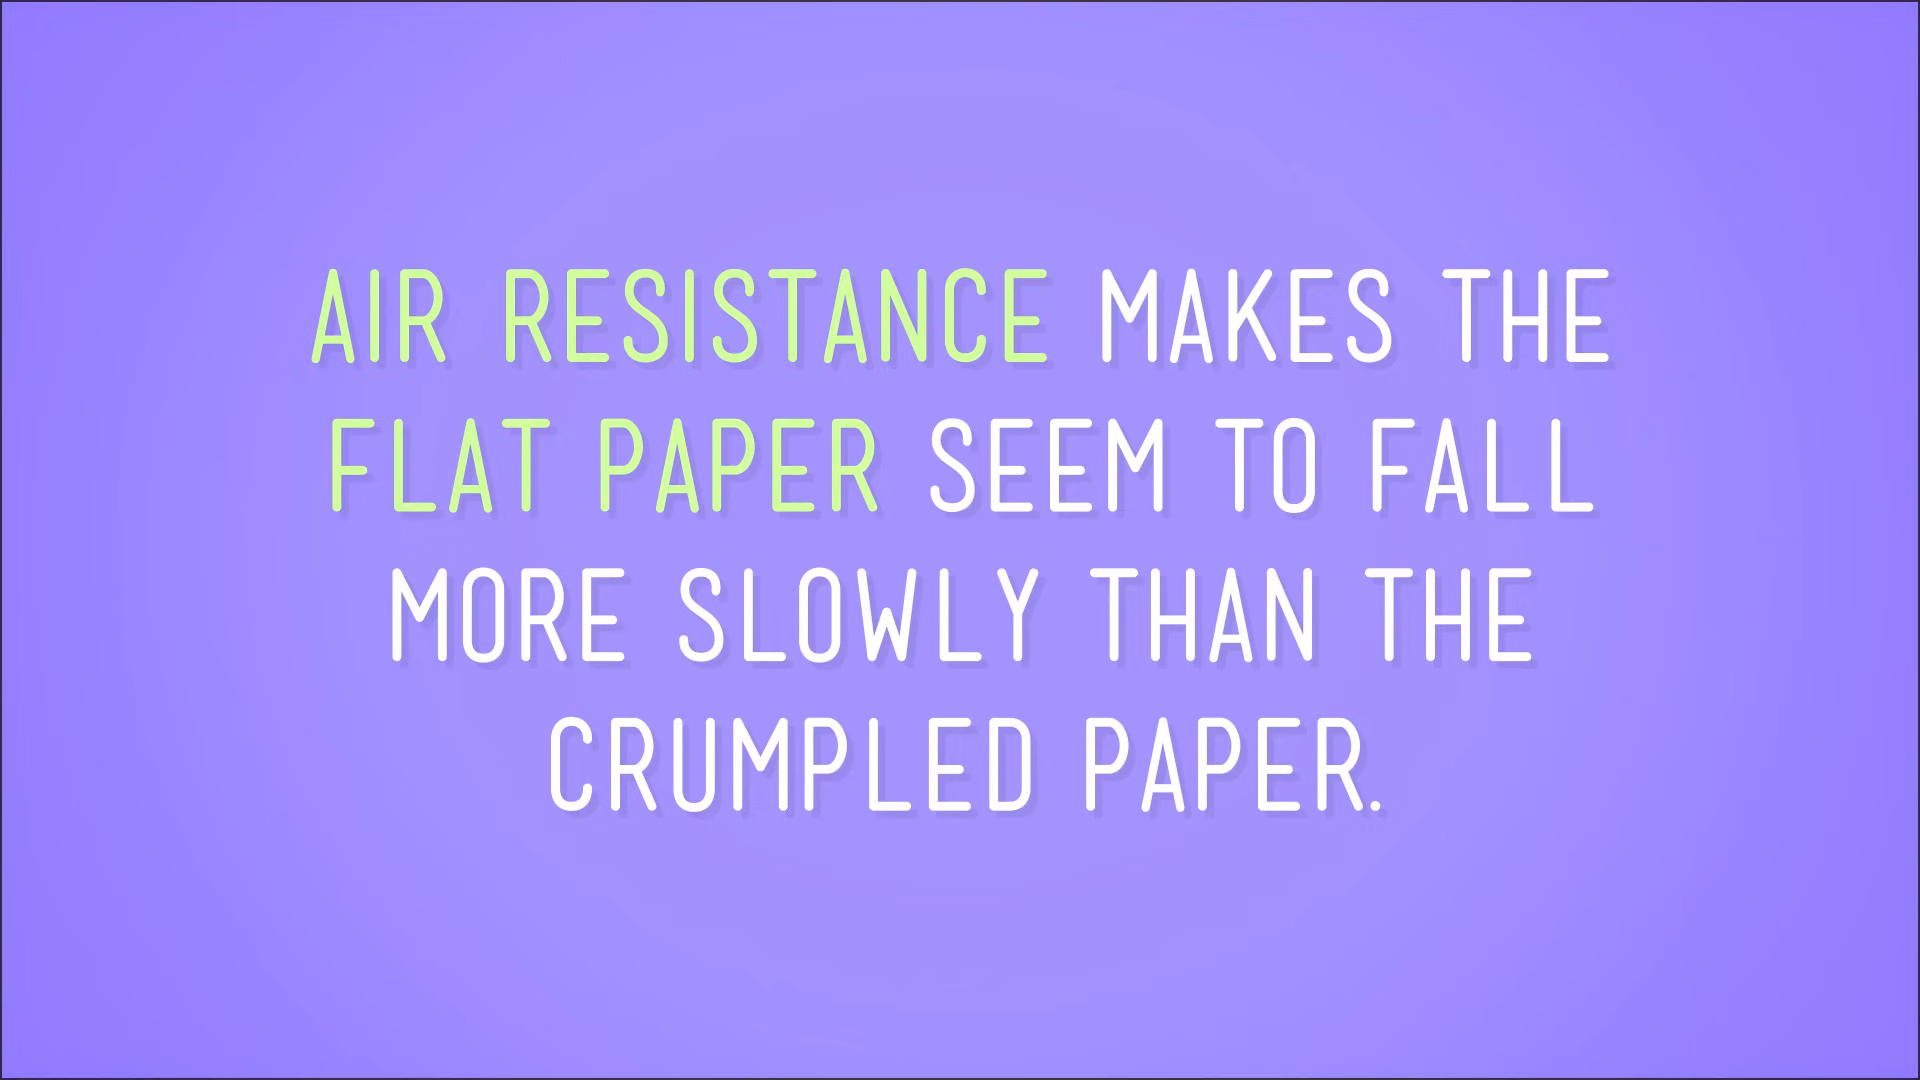 AIR RESISTANCE MAKES THE
FLAT PAPER SEEM TO FALL
MORE SLOWLY THAN THE
CRUMPLED PAPER.